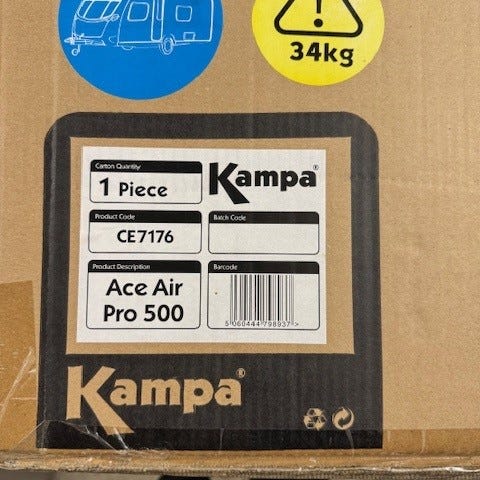 !
34kg
Carton Quantity
1 Piece
Kampa®
Product Code
CE7176
Batch Code
Product Description
Ace Air
Pro 500
Barcode
5 060444 798937 >
Kampa®